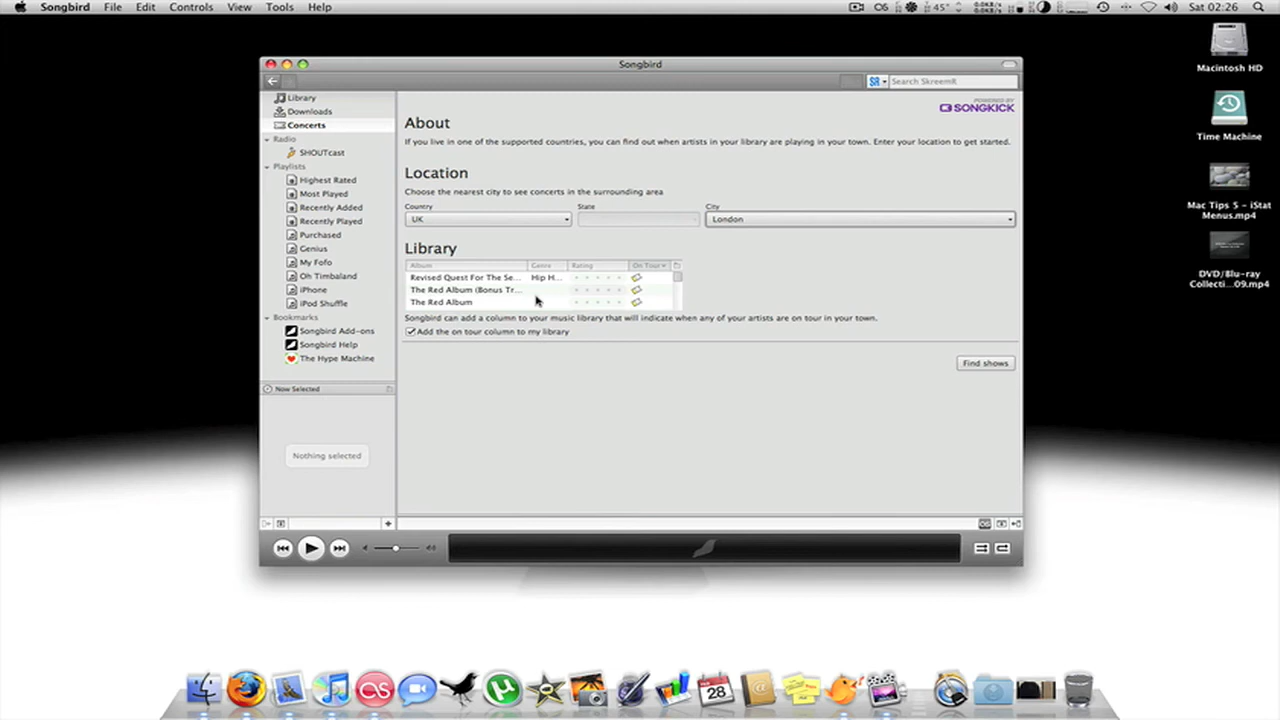 Songbird File Edit Controls View Tools Help
45° Sat 02:26
Macintosh HD
Time Machine
Mac Tips 5 - iStat
Menus.mp4
DVD/Blu-ray
Collecti...09.mp4
Songbird
Search SkreemR
Library
Downloads
Concerts
Radio
SHOUTcast
Playlists
Highest Rated
Most Played
Recently Added
Recently Played
Purchased
Genius
My Fofo
Oh Timbaland
iPhone
iPod Shuffle
Bookmarks
Songbird Add-ons
Songbird Help
The Hype Machine
Now Selected
Nothing selected
POWERED BY
SONGKICK
About
If you live in one of the supported countries, you can find out when artists in your library are playing in your town. Enter your location to get started.
Location
Choose the nearest city to see concerts in the surrounding area
Country State City
UK London
Library
Album Genre Rating On Tour
Revised Quest For The Se... Hip H...
The Red Album (Bonus Tr...
The Red Album
Songbird can add a column to your music library that will indicate when any of your artists are on tour in your town.
Add the on tour column to my library
Find shows
28